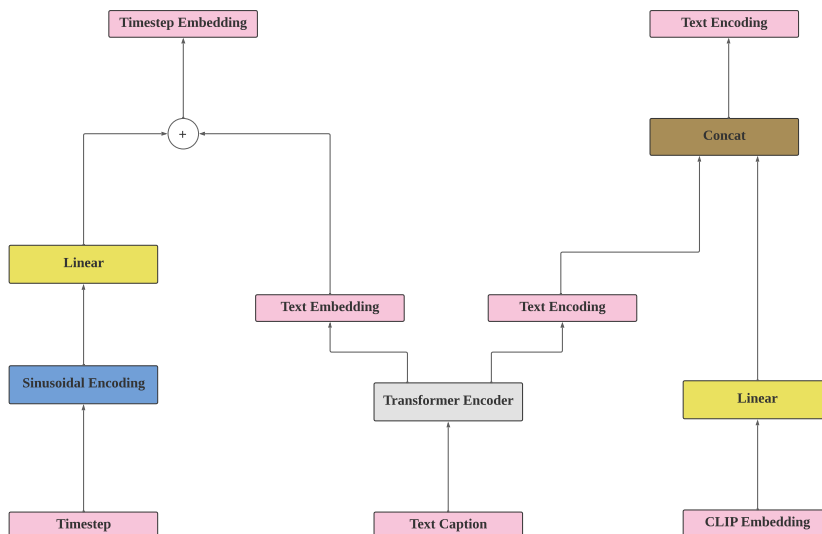 Timestep Embedding
Text Encoding
+
Concat
Linear
Text Embedding
Text Encoding
Sinusoidal Encoding
Transformer Encoder
Linear
Timestep
Text Caption
CLIP Embedding